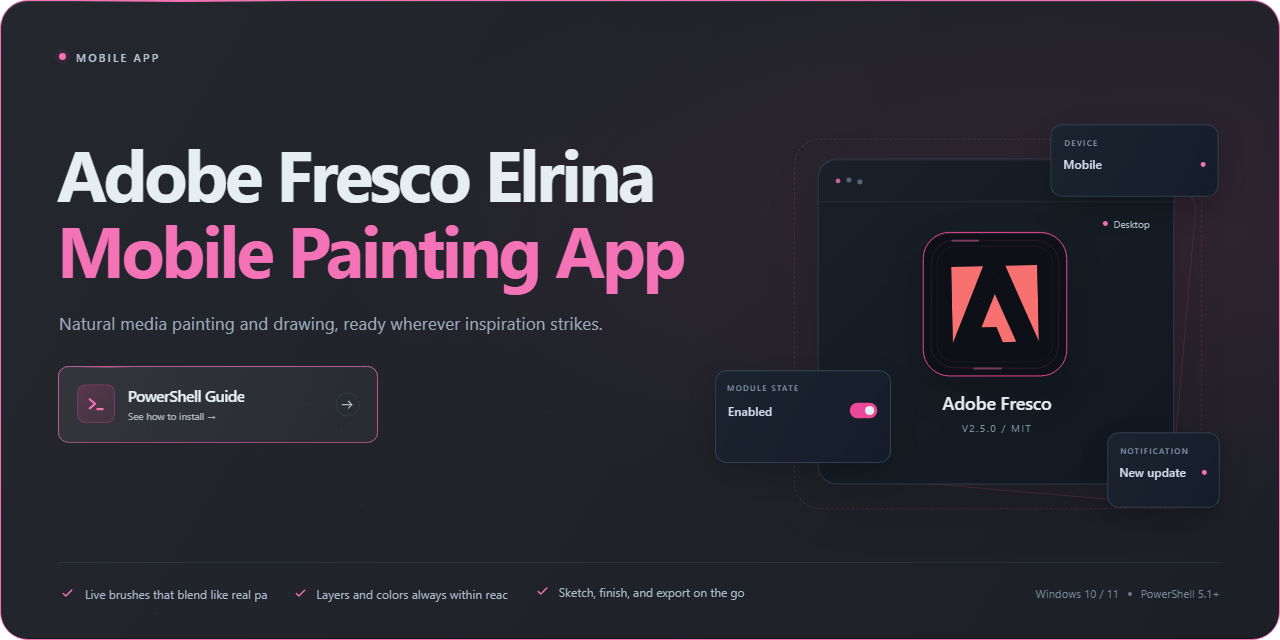 MOBILE APP
Adobe Fresco Elrina
Mobile Painting App
Natural media painting and drawing, ready wherever inspiration strikes.
PowerShell Guide
See how to install →
DEVICE
Mobile
Desktop
MODULE STATE
Enabled
Adobe Fresco
V2.5.0 / MIT
NOTIFICATION
New update
Live brushes that blend like real pa
Layers and colors always within reac
Sketch, finish, and export on the go
Windows 10 / 11 • PowerShell 5.1+